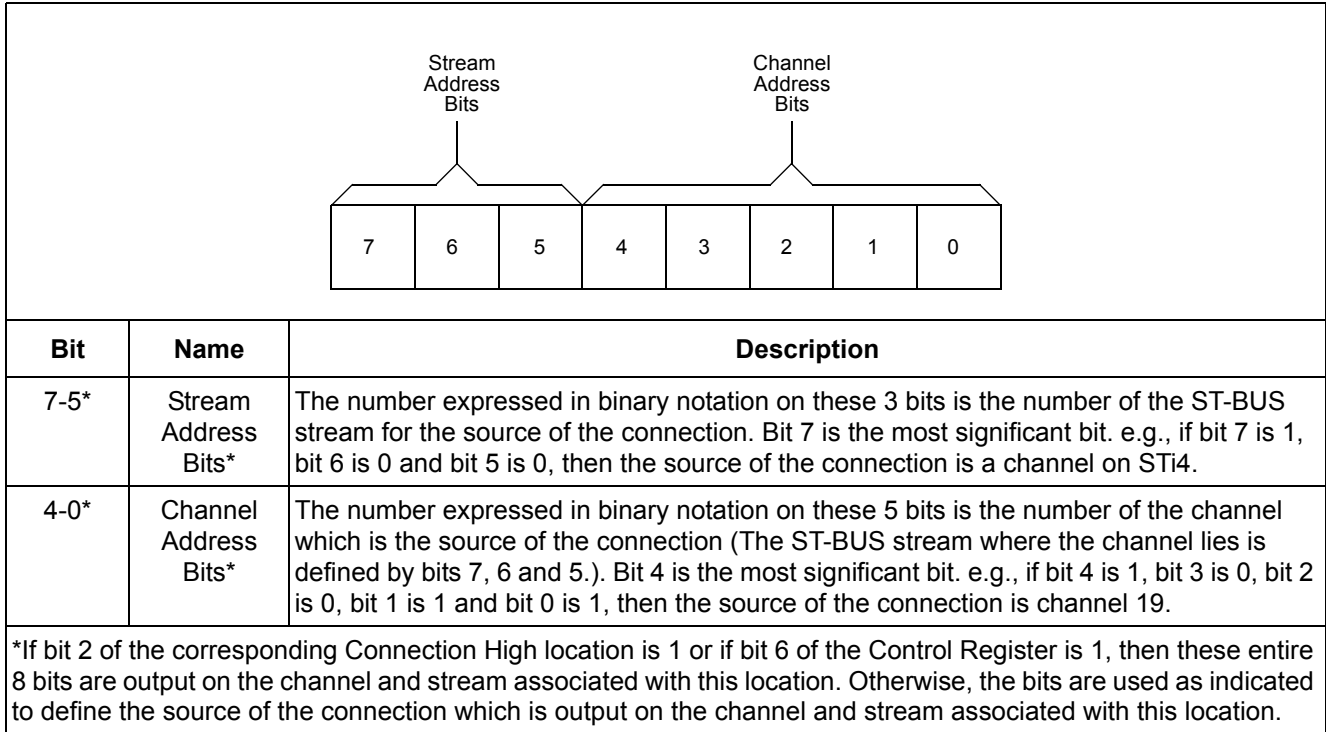 Stream Address Bits
Channel Address Bits
7 6 5 4 3 2 1 0
Bit Name Description
7-5* Stream Address Bits* The number expressed in binary notation on these 3 bits is the number of the ST-BUS
stream for the source of the connection. Bit 7 is the most significant bit. e.g., if bit 7 is 1,
bit 6 is 0 and bit 5 is 0, then the source of the connection is a channel on STi4.
4-0* Channel Address Bits* The number expressed in binary notation on these 5 bits is the number of the channel
which is the source of the connection (The ST-BUS stream where the channel lies is
defined by bits 7, 6 and 5.). Bit 4 is the most significant bit. e.g., if bit 4 is 1, bit 3 is 0, bit 2
is 0, bit 1 is 1 and bit 0 is 1, then the source of the connection is channel 19.
*If bit 2 of the corresponding Connection High location is 1 or if bit 6 of the Control Register is 1, then these entire
8 bits are output on the channel and stream associated with this location. Otherwise, the bits are used as indicated
to define the source of the connection which is output on the channel and stream associated with this location.